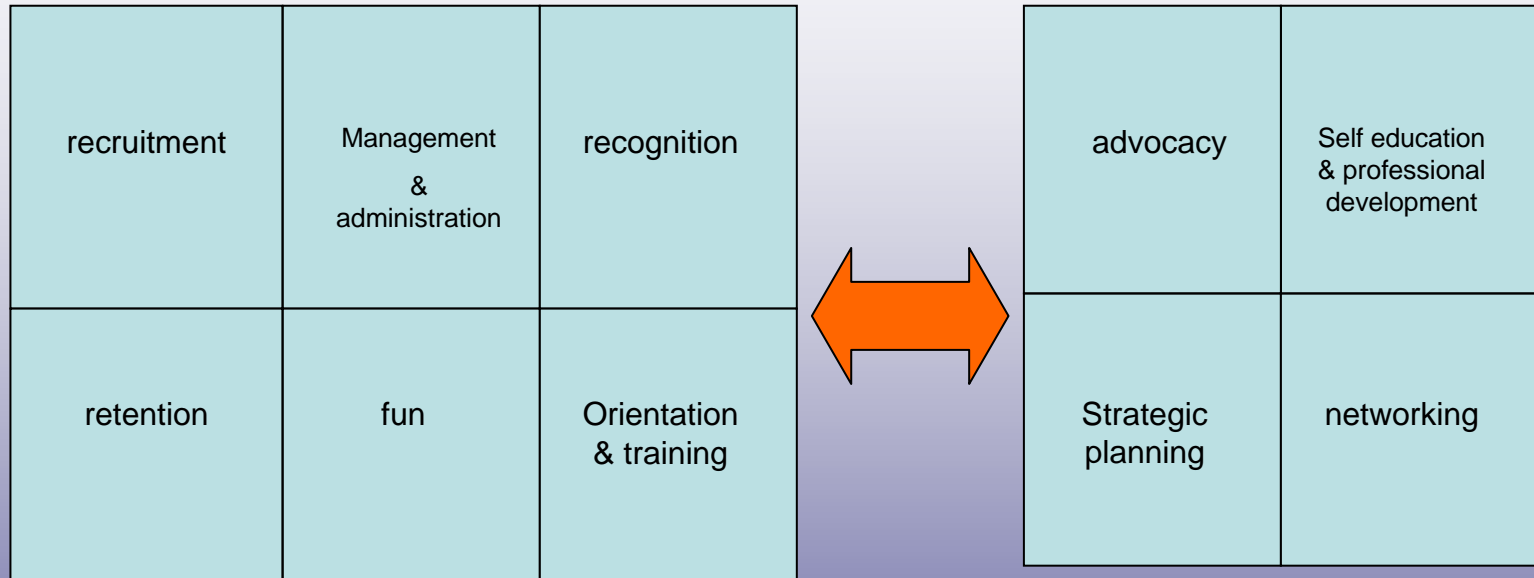 recruitment
Management
&
administration
recognition
retention
fun
Orientation
& training
advocacy
Self education
& professional
development
Strategic
planning
networking